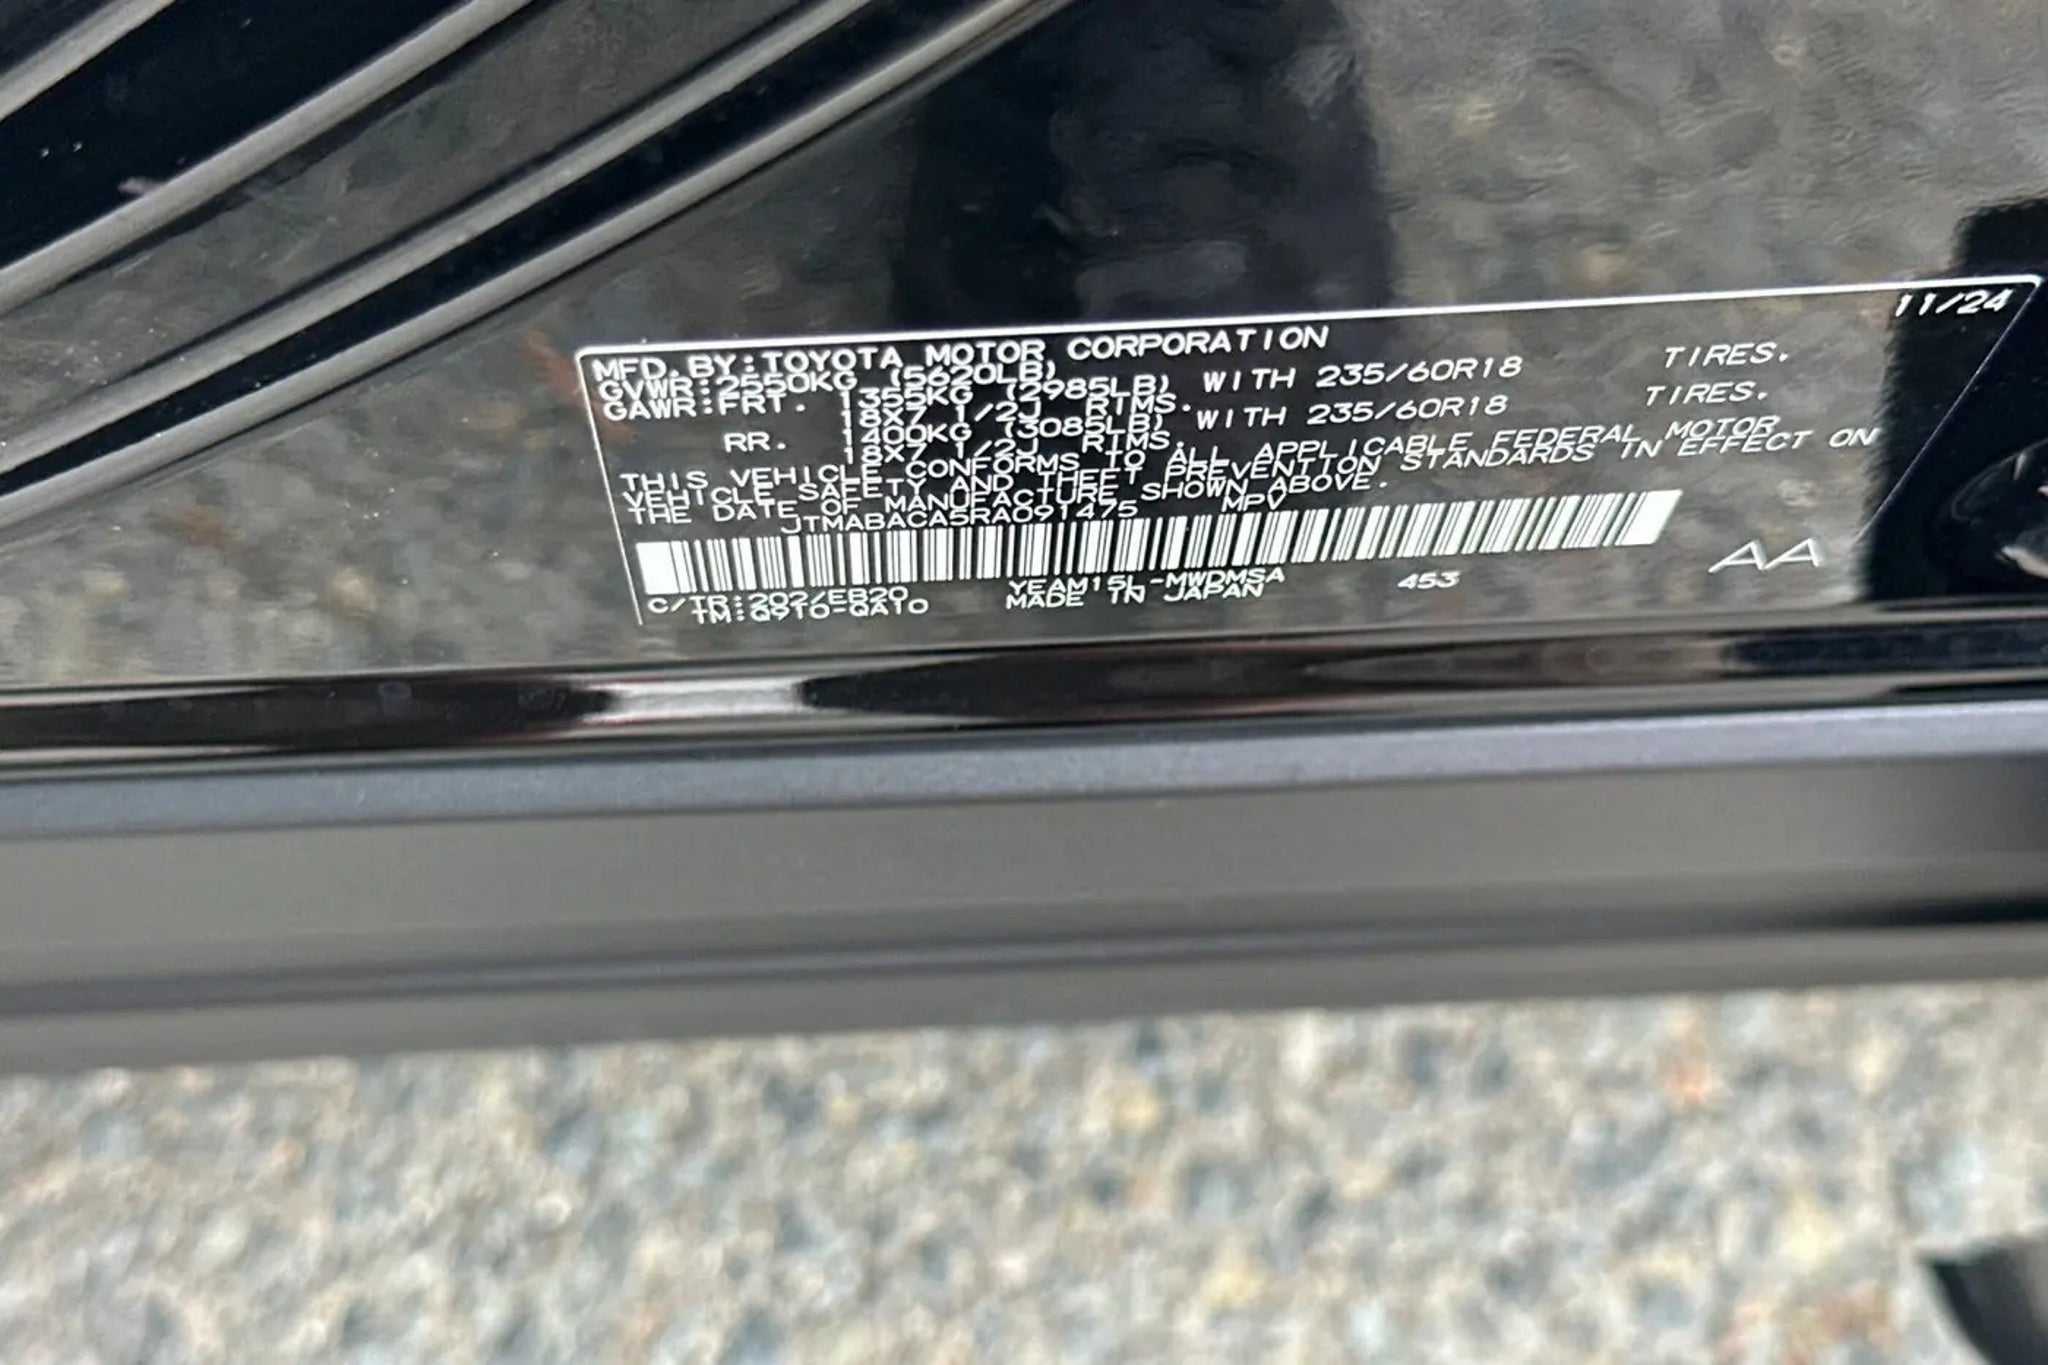 11/24
MFD.BY:TOYOTA MOTOR CORPORATION
GVWR:2550KG (5620LB)
GAWR:FRT. 1355KG (2985LB) WITH 235/60R18 TIRES.
18X7 1/2J RIMS.
RR. 1400KG (3085LB) WITH 235/60R18 TIRES.
18X7 1/2J RIMS.
THIS VEHICLE CONFORMS TO ALL APPLICABLE FEDERAL MOTOR
VEHICLE SAFETY AND THEFT PREVENTION STANDARDS IN EFFECT ON
THE DATE OF MANUFACTURE SHOWN ABOVE.
JTMABACA5RA091475 MPV
C/TR:202/EB20 YEAM15L-MWDMSA 453 AA
TM:Q910-QA10 MADE IN JAPAN